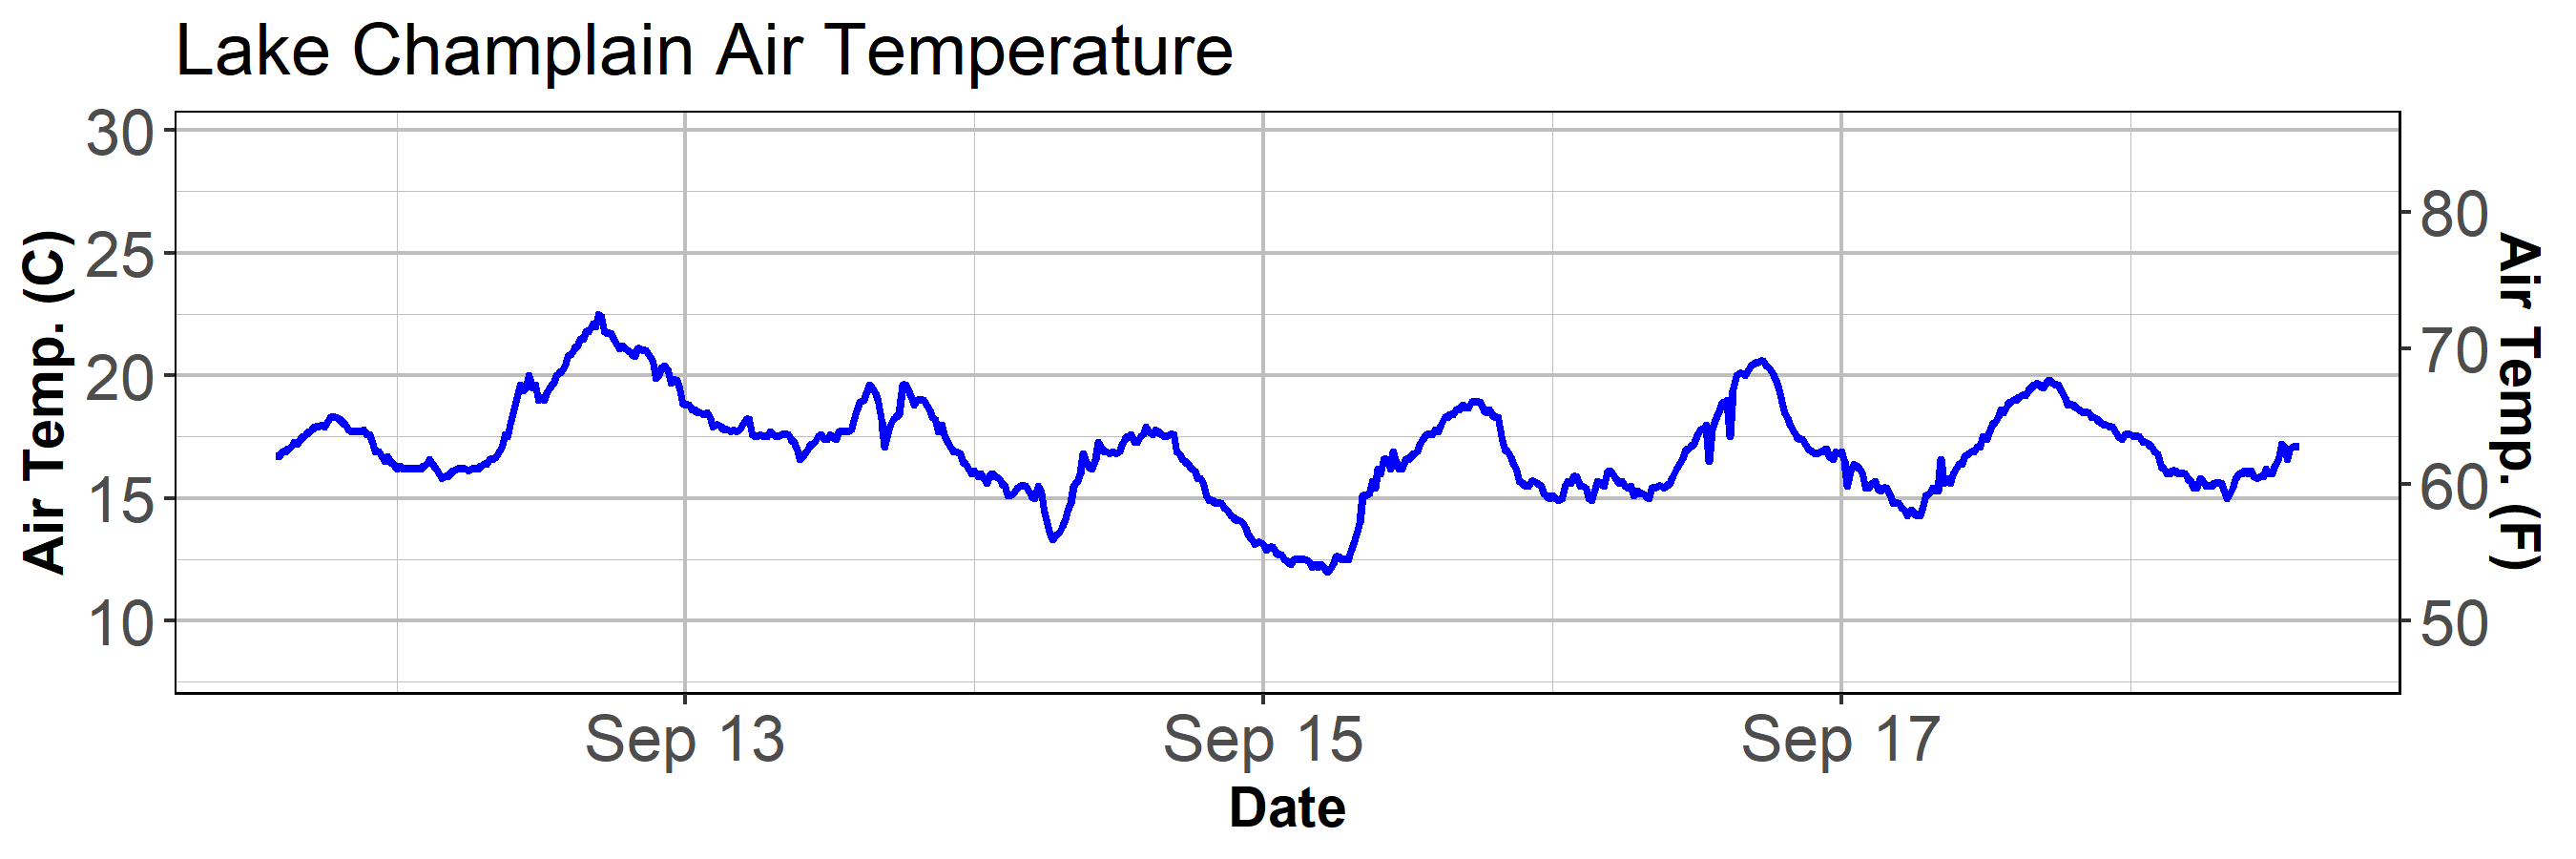 Lake Champlain Air Temperature
30
25
20
15
10
Air Temp. (C)
80
70
60
50
Air Temp. (F)
Sep 13
Sep 15
Sep 17
Date